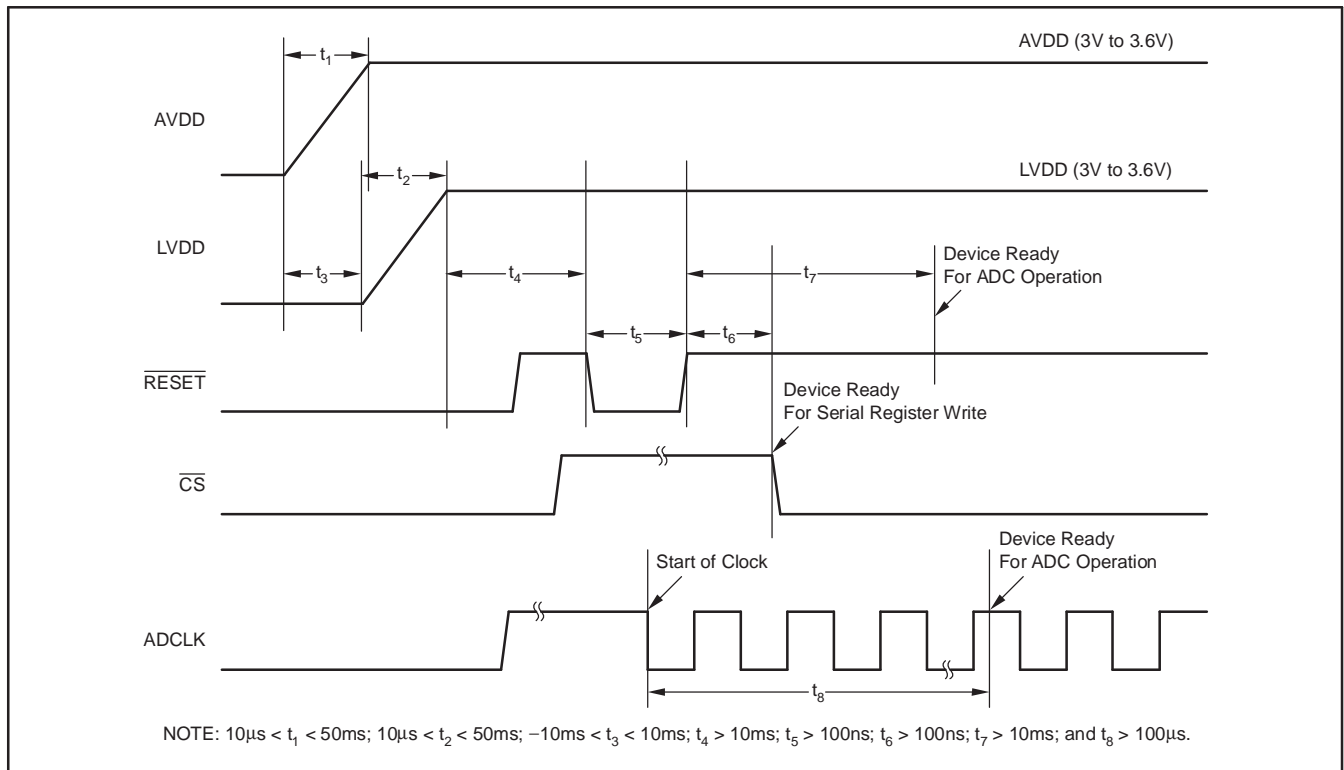 AVDD (3V to 3.6V)
t1
AVDD
t2
LVDD (3V to 3.6V)
LVDD
t3
t4
t7
Device Ready
For ADC Operation
t5
t6
RESET
Device Ready
For Serial Register Write
CS
Start of Clock
Device Ready
For ADC Operation
ADCLK
t8
NOTE: 10μs < t1 < 50ms; 10μs < t2 < 50ms; −10ms < t3 < 10ms; t4 > 10ms; t5 > 100ns; t6 > 100ns; t7 > 10ms; and t8 > 100μs.